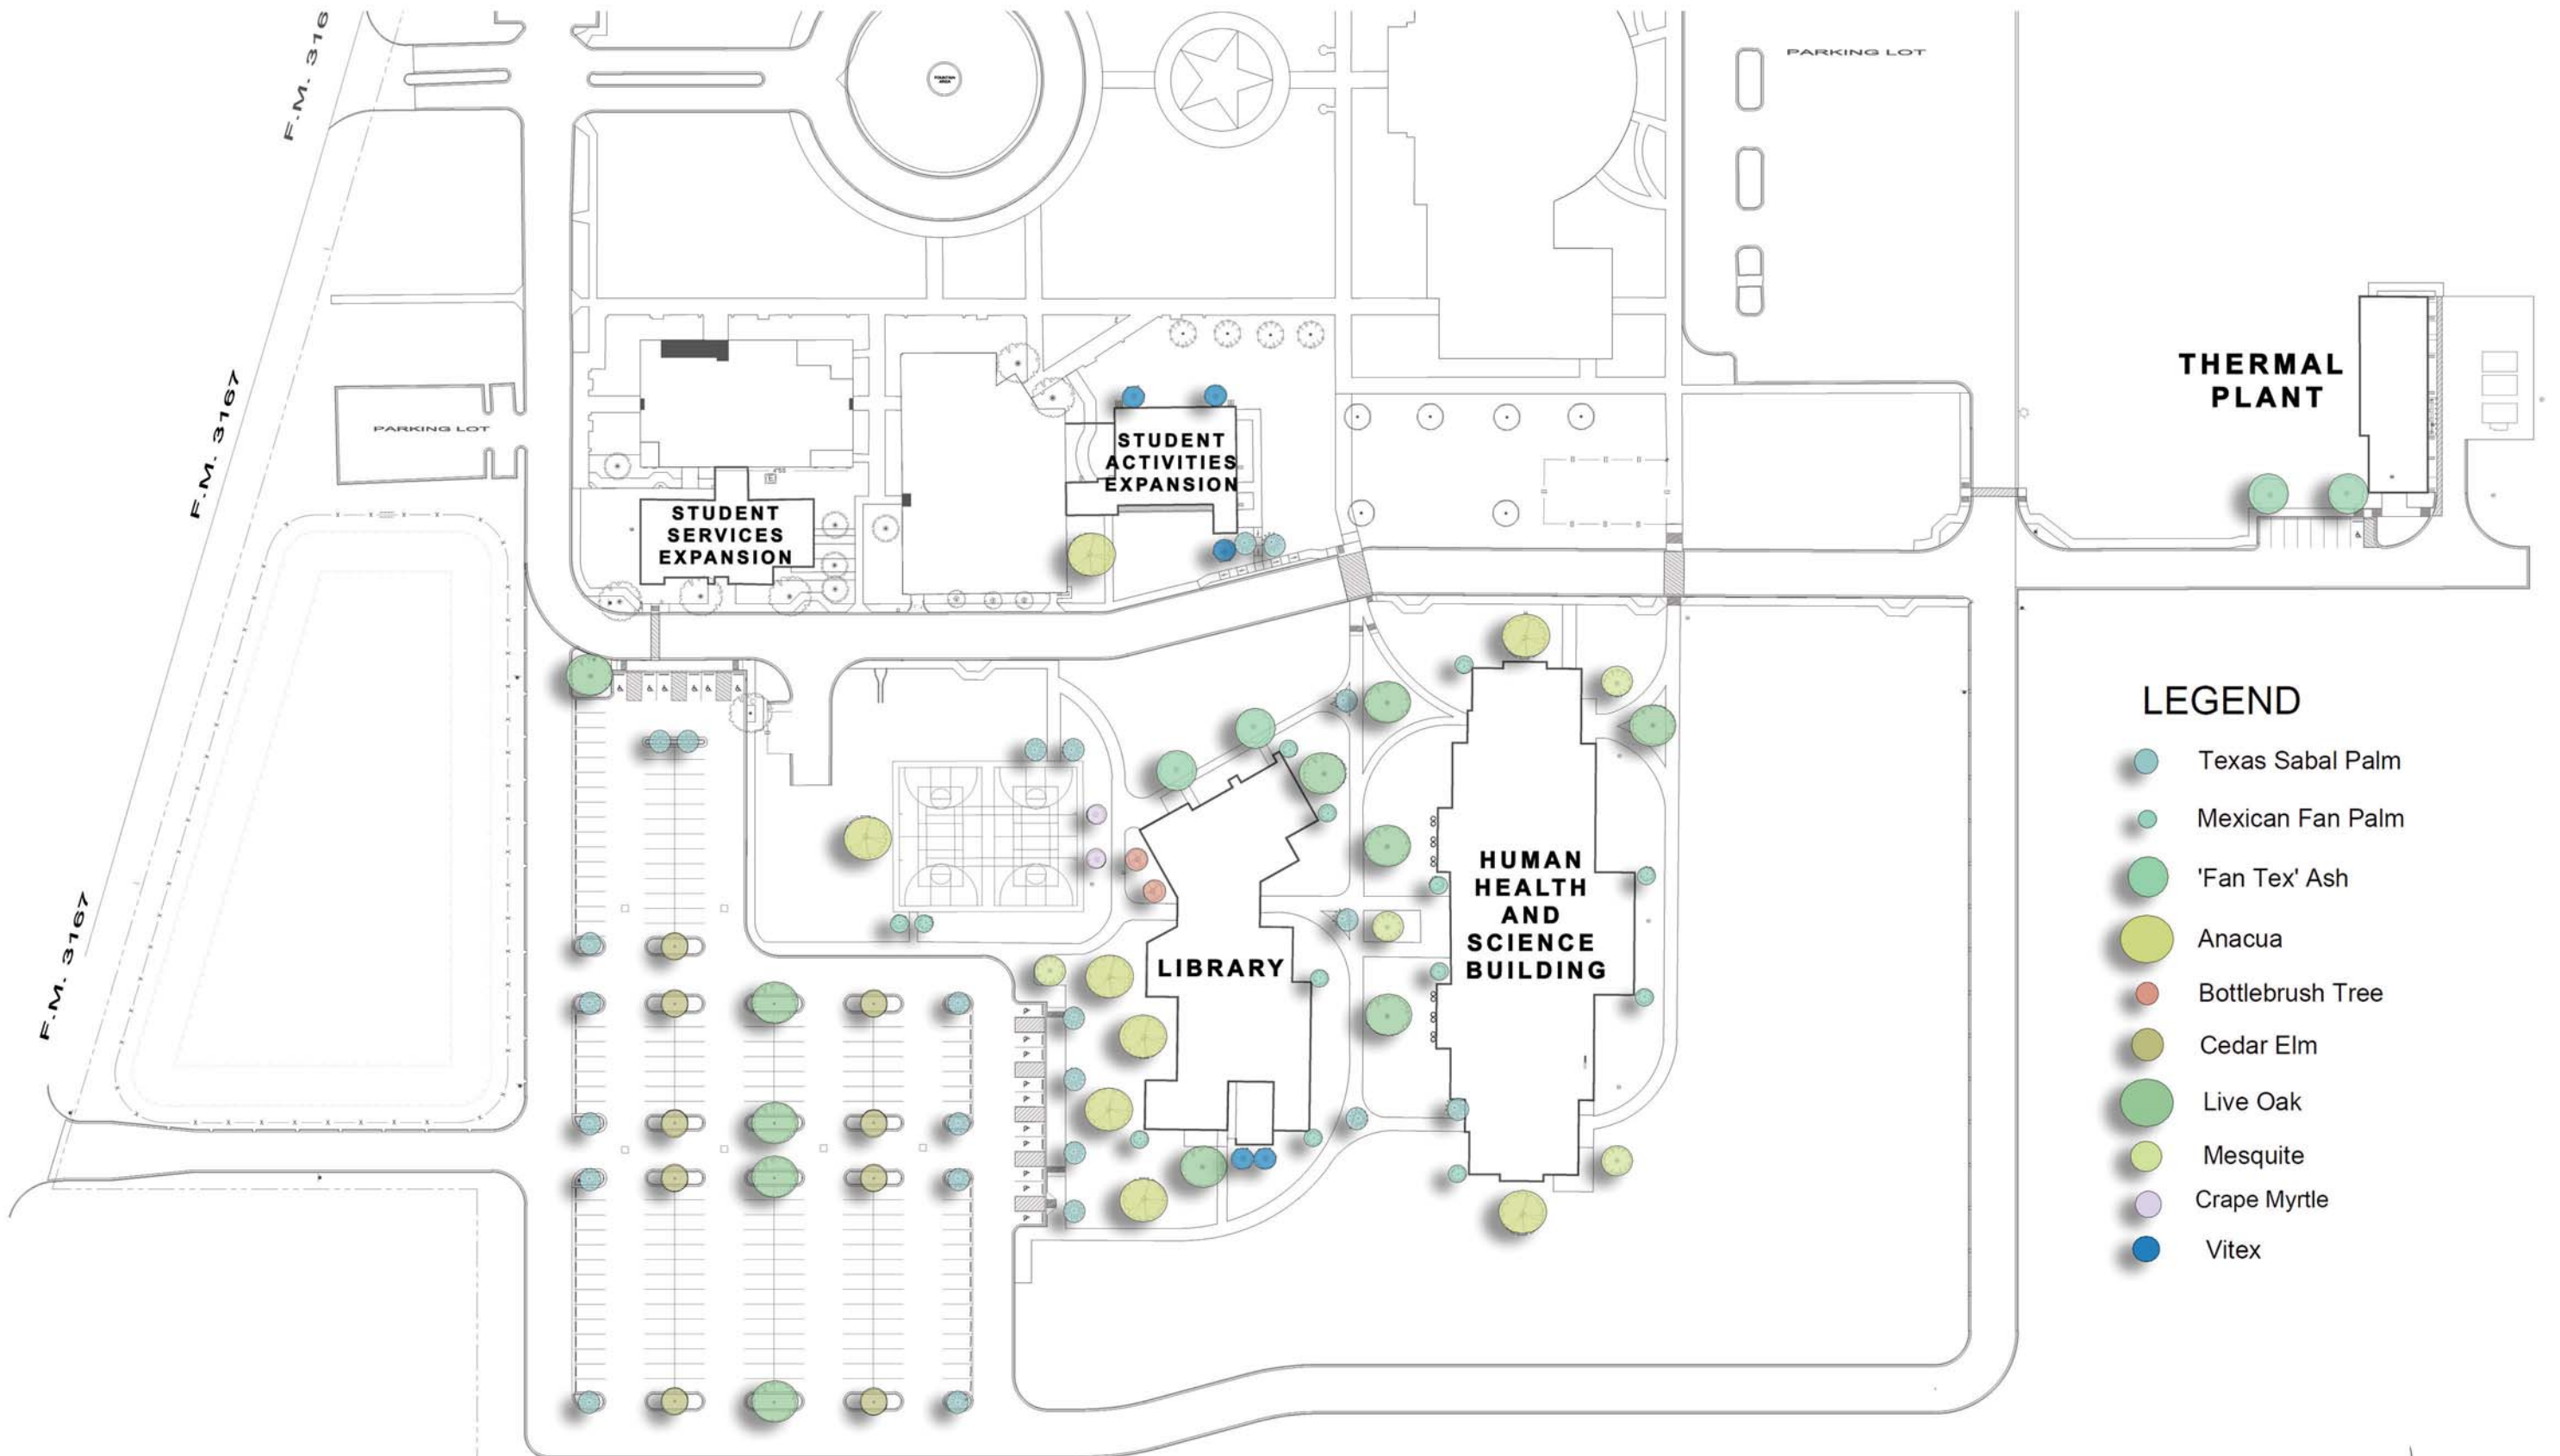 F.M. 316
FOUNTAIN
AREA
PARKING LOT
F.M. 3167
PARKING LOT
STUDENT
SERVICES
EXPANSION
STUDENT
ACTIVITIES
EXPANSION
THERMAL
PLANT
F.M. 3167
LIBRARY
HUMAN
HEALTH
AND
SCIENCE
BUILDING
LEGEND
Texas Sabal Palm
Mexican Fan Palm
'Fan Tex' Ash
Anacua
Bottlebrush Tree
Cedar Elm
Live Oak
Mesquite
Crape Myrtle
Vitex